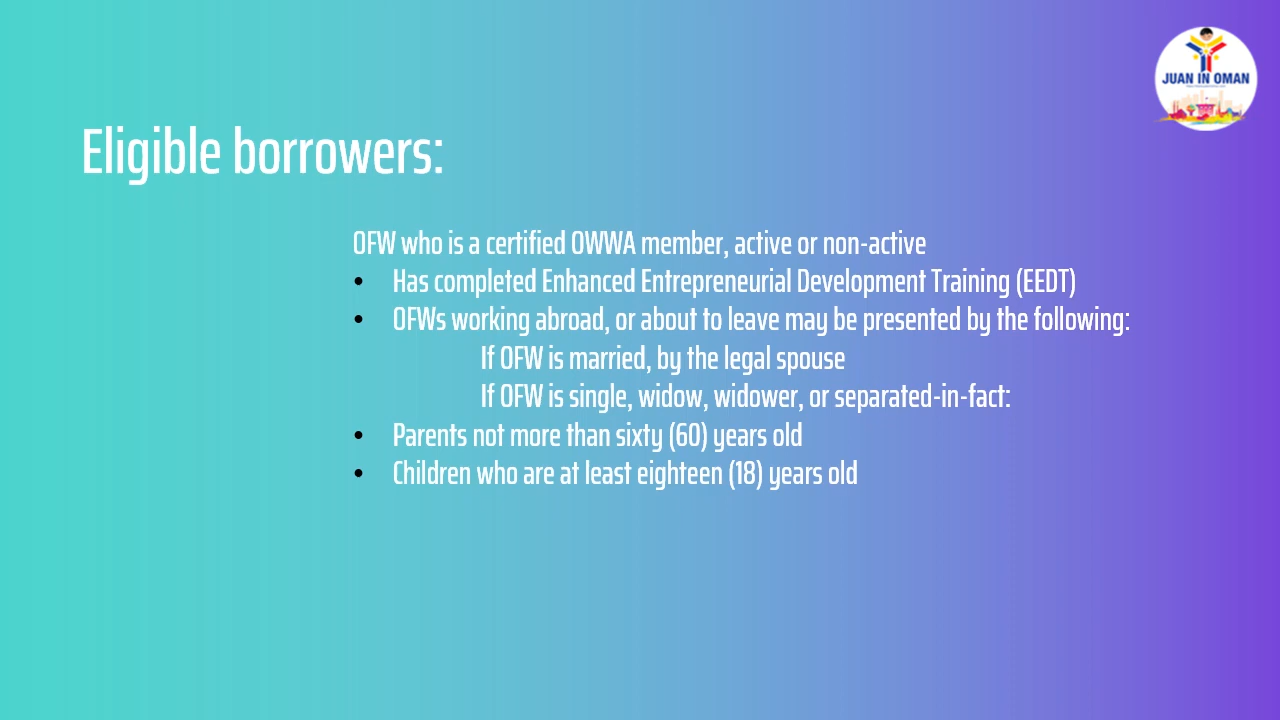 JUAN IN OMAN
Eligible borrowers:
OFW who is a certified OWWA member, active or non-active
• Has completed Enhanced Entrepreneurial Development Training (EEDT)
• OFWs working abroad, or about to leave may be presented by the following:
If OFW is married, by the legal spouse
If OFW is single, widow, widower, or separated-in-fact:
• Parents not more than sixty (60) years old
• Children who are at least eighteen (18) years old